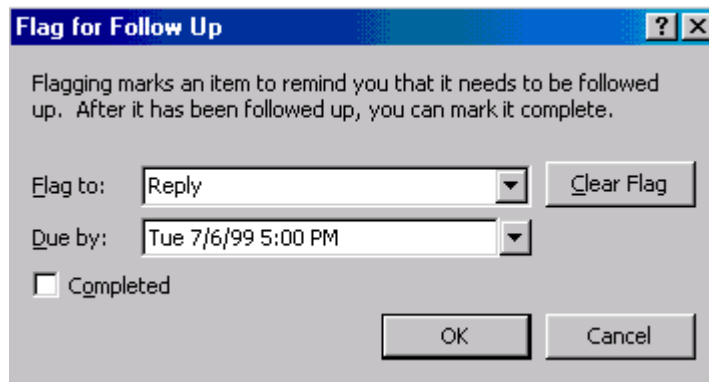 Flag for Follow Up
Flagging marks an item to remind you that it needs to be followed
up.  After it has been followed up, you can mark it complete.
Flag to: Reply Clear Flag
Due by: Tue 7/6/99 5:00 PM
Completed
OK Cancel